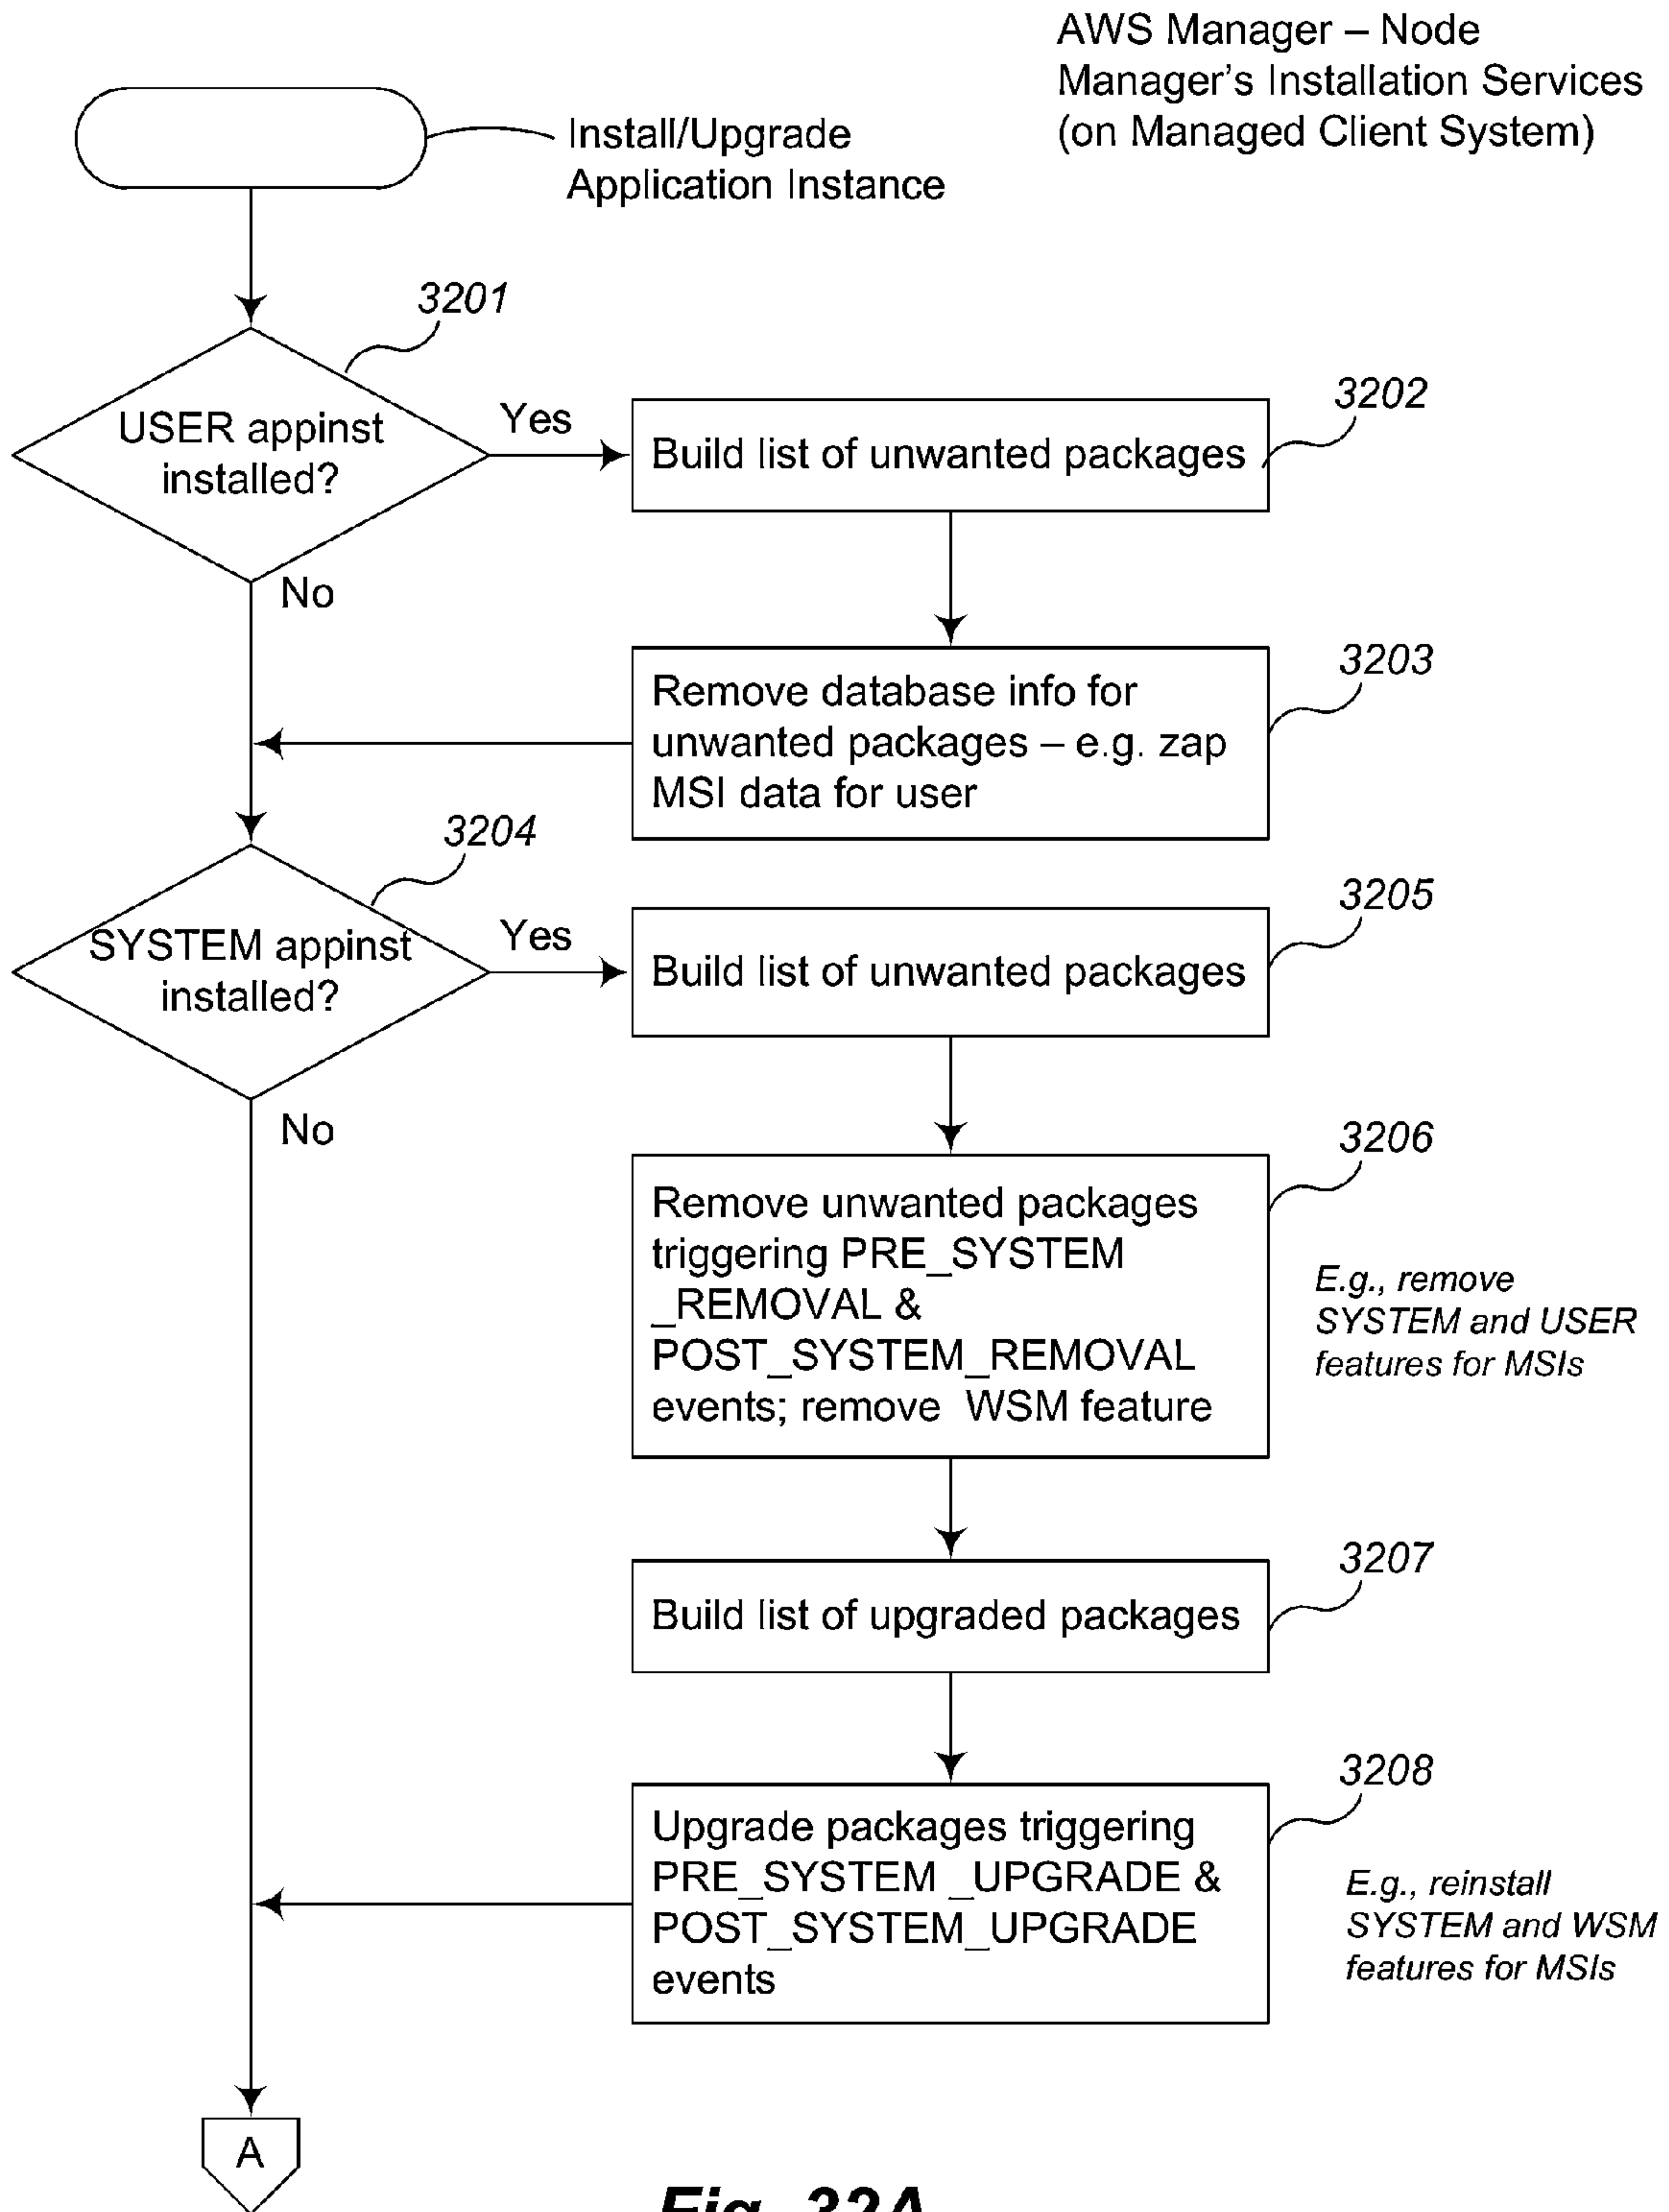 AWS Manager – Node
Manager's Installation Services
(on Managed Client System)
Install/Upgrade
Application Instance
3201
USER appinst
installed?
Yes
No
3202
Build list of unwanted packages
3203
Remove database info for
unwanted packages – e.g. zap
MSI data for user
3204
SYSTEM appinst
installed?
Yes
No
3205
Build list of unwanted packages
3206
Remove unwanted packages
triggering PRE_SYSTEM
_REMOVAL &
POST_SYSTEM_REMOVAL
events; remove WSM feature
E.g., remove
SYSTEM and USER
features for MSIs
3207
Build list of upgraded packages
3208
Upgrade packages triggering
PRE_SYSTEM _UPGRADE &
POST_SYSTEM_UPGRADE
events
E.g., reinstall
SYSTEM and WSM
features for MSIs
A
Fig. 32A